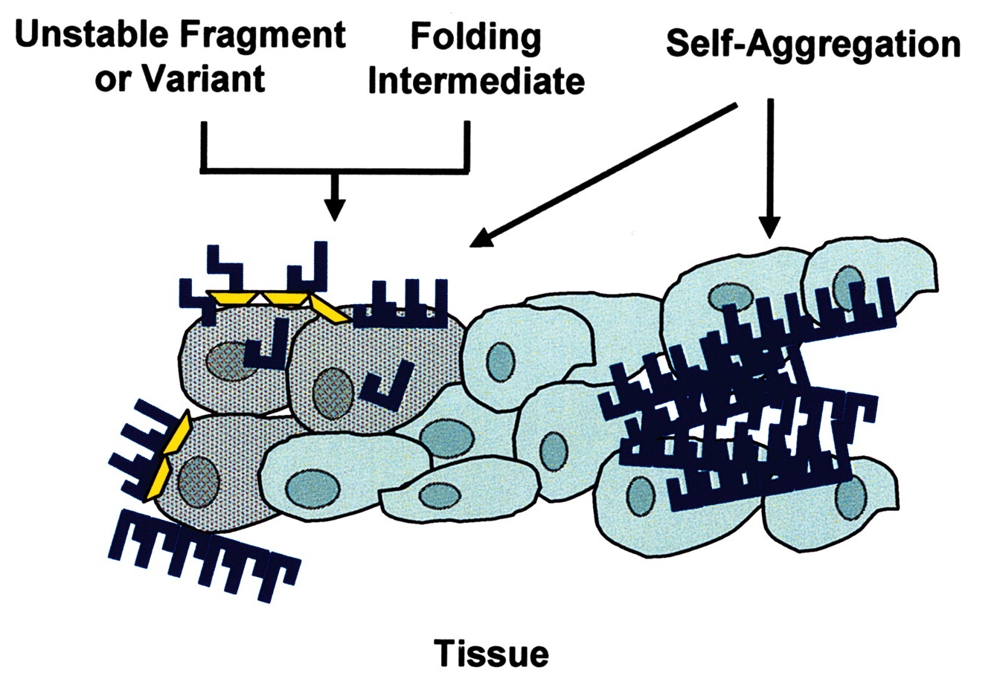 Unstable Fragment
or Variant
Folding
Intermediate
Self-Aggregation
Tissue